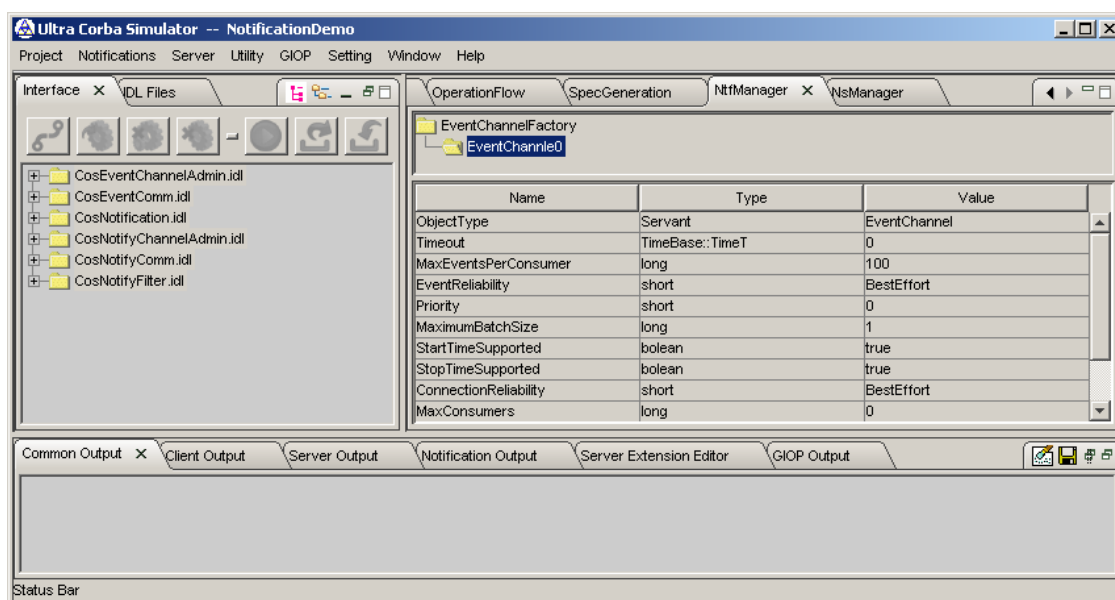 Ultra Corba Simulator -- NotificationDemo
Project Notifications Server Utility GIOP Setting Window Help
Interface X IDL Files
OperationFlow SpecGeneration NtfManager X NsManager
EventChannelFactory
EventChannle0
CosEventChannelAdmin.idl
CosEventComm.idl
CosNotification.idl
CosNotifyChannelAdmin.idl
CosNotifyComm.idl
CosNotifyFilter.idl
Name Type Value
ObjectType Servant EventChannel
Timeout TimeBase::TimeT 0
MaxEventsPerConsumer long 100
EventReliability short BestEffort
Priority short 0
MaximumBatchSize long 1
StartTimeSupported bolean true
StopTimeSupported bolean true
ConnectionReliability short BestEffort
MaxConsumers long 0
Common Output X Client Output Server Output Notification Output Server Extension Editor GIOP Output
Status Bar